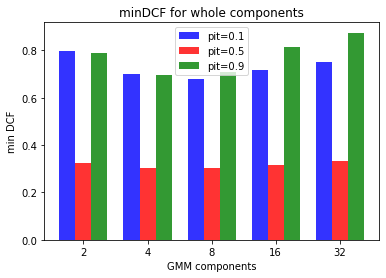 minDCF for whole components
pit=0.1
pit=0.5
pit=0.9
min DCF
0.8
0.6
0.4
0.2
0.0
2 4 8 16 32
GMM components